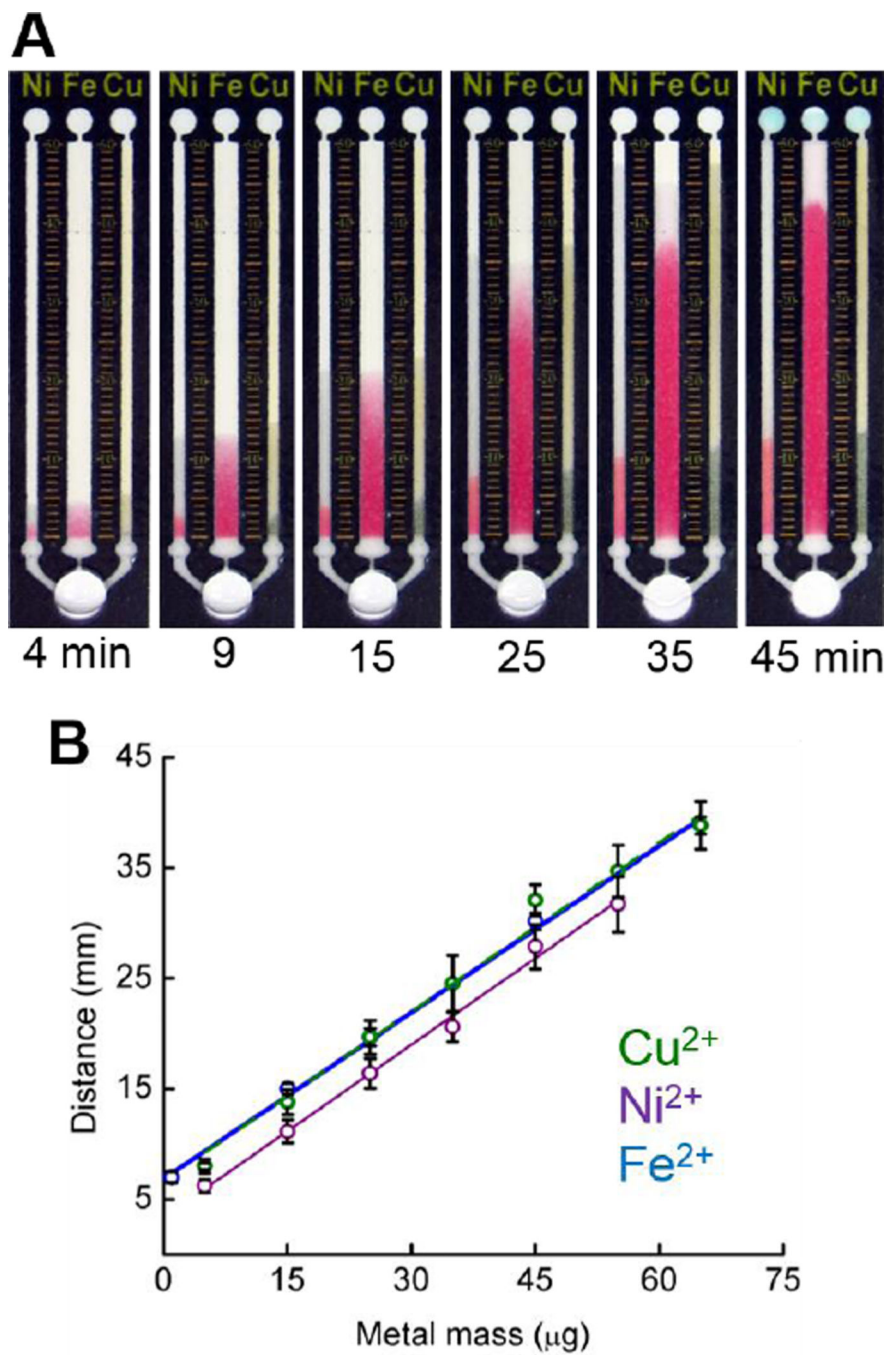 A
Ni Fe Cu Ni Fe Cu Ni Fe Cu Ni Fe Cu Ni Fe Cu Ni Fe Cu
4 min 9 15 25 35 45 min
B
45
35
25
15
5
0 15 30 45 60 75
Distance (mm)
Metal mass (μg)
Cu²⁺
Ni²⁺
Fe²⁺